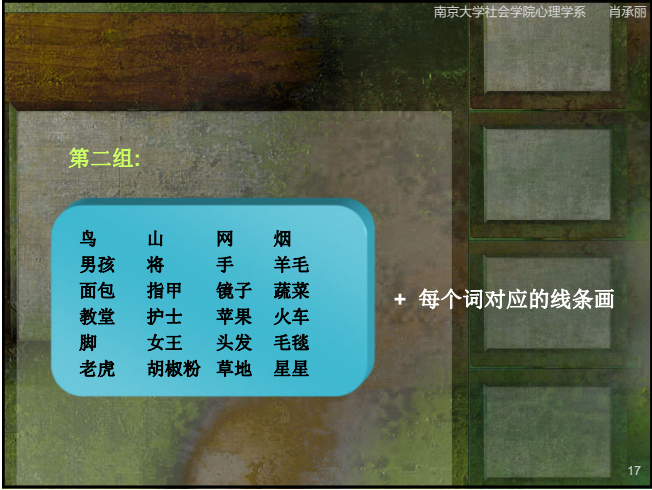 南京大学社会学院心理学系 肖承丽
第二组:
鸟 山 网 烟
男孩 将 手 羊毛
面包 指甲 镜子 蔬菜
教堂 护士 苹果 火车
脚 女王 头发 毛毯
老虎 胡椒粉 草地 星星
+ 每个词对应的线条画
17